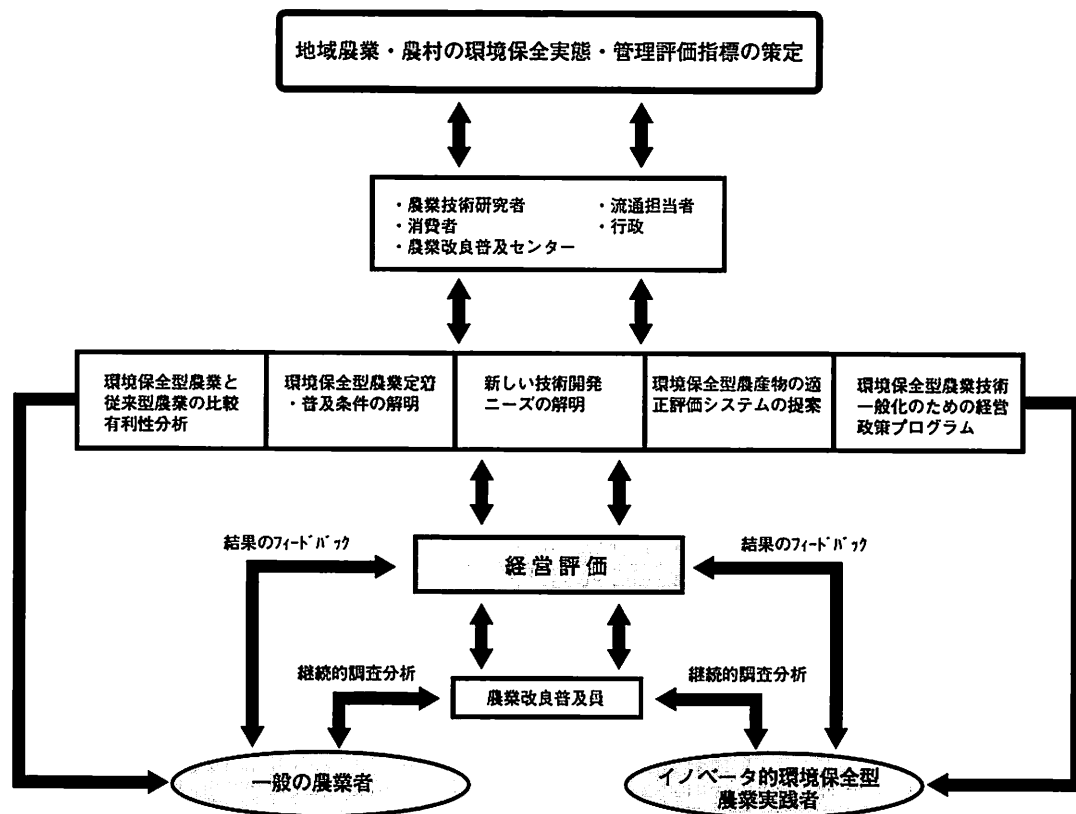 地域農業・農村の環境保全実態・管理評価指標の策定
・農業技術研究者
・消費者
・農業改良普及センター
・流通担当者
・行政
環境保全型農業と
従来型農業の比較
有利性分析
環境保全型農業定着
・普及条件の解明
新しい技術開発
ニーズの解明
環境保全型農産物の適
正評価システムの提案
環境保全型農業技術
一般化のための経営
政策プログラム
結果のフィードバック
結果のフィードバック
経営評価
継続的調査分析
継続的調査分析
農業改良普及員
一般の農業者
イノベータ的環境保全型
農業実践者